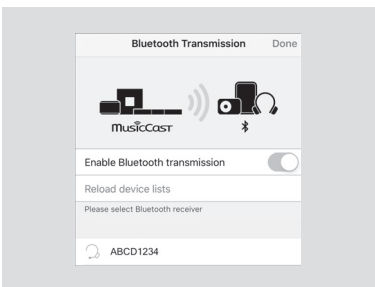 Bluetooth Transmission Done
MusicCast
Enable Bluetooth transmission
Reload device lists
Please select Bluetooth receiver
ABCD1234